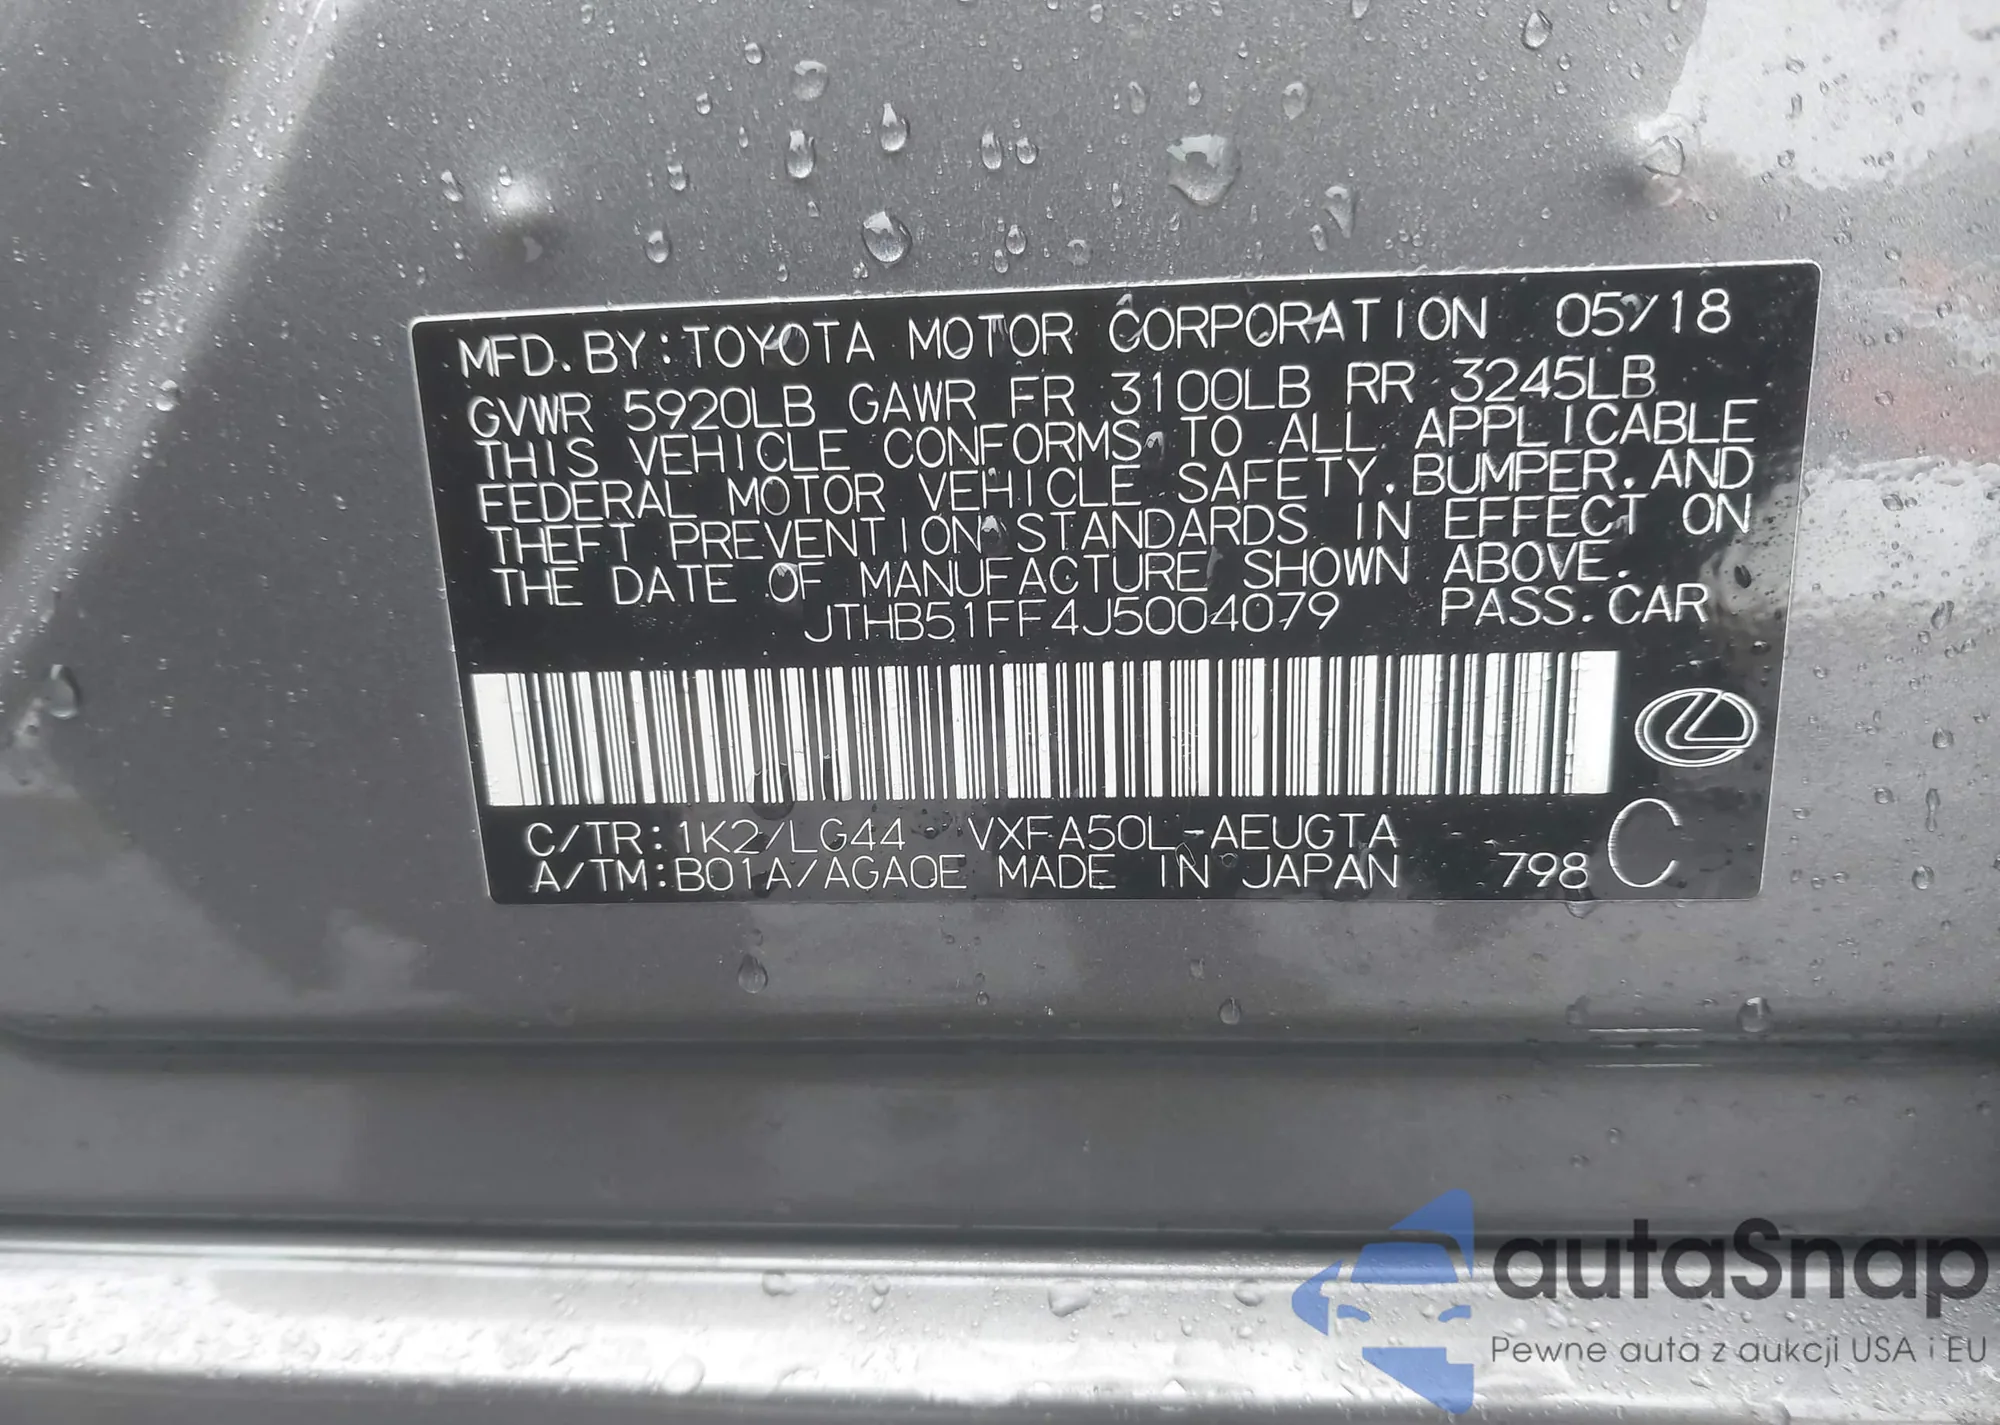 MFD. BY:TOYOTA MOTOR CORPORATION 05/18
GVWR 5920LB GAWR FR 3100LB RR 3245LB
THIS VEHICLE CONFORMS TO ALL APPLICABLE
FEDERAL MOTOR VEHICLE SAFETY, BUMPER, AND
THEFT PREVENTION STANDARDS IN EFFECT ON
THE DATE OF MANUFACTURE SHOWN ABOVE.
JTHB51FF4J5004079 PASS.CAR
C/TR:1K2/LG44 VXFA50L-AEUGTA
A/TM:B01A/AGA0E MADE IN JAPAN 798 C
autaSnap
Pewne auta z aukcji USA i EU